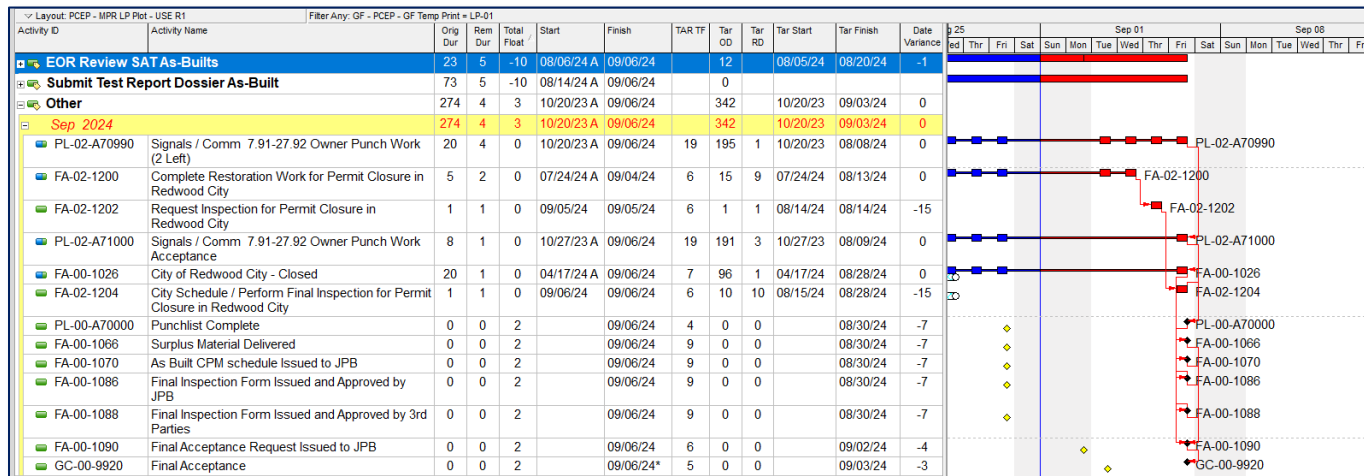 Layout: PCEP - MPR LP Plot - USE R1 Filter Any: GF - PCEP - GF Temp Print = LP-01
Activity ID Activity Name Orig Dur Rem Dur Total Float Start Finish TAR TF Tar OD Tar RD Tar Start Tar Finish Date Variance
g 25 Sep 01 Sep 08
Wed Thr Fri Sat Sun Mon Tue Wed Thr Fri Sat Sun Mon Tue Wed Thr Fr
EOR Review SAT As-Builts 23 5 -10 08/06/24 A 09/06/24 12 08/05/24 08/20/24 -1
Submit Test Report Dossier As-Built 73 5 -10 08/14/24 A 09/06/24 0
Other 274 4 3 10/20/23 A 09/06/24 342 10/20/23 09/03/24 0
Sep 2024 274 4 3 10/20/23 A 09/06/24 342 10/20/23 09/03/24 0
PL-02-A70990 Signals / Comm 7.91-27.92 Owner Punch Work 20 4 0 10/20/23 A 09/06/24 19 195 1 10/20/23 08/08/24 0 PL-02-A70990
(2 Left)
FA-02-1200 Complete Restoration Work for Permit Closure in 5 2 0 07/24/24 A 09/04/24 6 15 9 07/24/24 08/13/24 0 FA-02-1200
Redwood City
FA-02-1202 Request Inspection for Permit Closure in 1 1 0 09/05/24 09/05/24 6 1 1 08/14/24 08/14/24 -15 FA-02-1202
Redwood City
PL-02-A71000 Signals / Comm 7.91-27.92 Owner Punch Work 8 1 0 10/27/23 A 09/06/24 19 191 3 10/27/23 08/09/24 0 PL-02-A71000
Acceptance
FA-00-1026 City of Redwood City - Closed 20 1 0 04/17/24 A 09/06/24 7 96 1 04/17/24 08/28/24 0 FA-00-1026
FA-02-1204 City Schedule / Perform Final Inspection for Permit 1 1 0 09/06/24 09/06/24 6 10 10 08/15/24 08/28/24 -15 FA-02-1204
Closure in Redwood City
PL-00-A70000 Punchlist Complete 0 0 2 09/06/24 4 0 0 08/30/24 -7 PL-00-A70000
FA-00-1066 Surplus Material Delivered 0 0 2 09/06/24 9 0 0 08/30/24 -7 FA-00-1066
FA-00-1070 As Built CPM schedule Issued to JPB 0 0 2 09/06/24 9 0 0 08/30/24 -7 FA-00-1070
FA-00-1086 Final Inspection Form Issued and Approved by 0 0 2 09/06/24 9 0 0 08/30/24 -7 FA-00-1086
JPB
FA-00-1088 Final Inspection Form Issued and Approved by 3rd 0 0 2 09/06/24 9 0 0 08/30/24 -7 FA-00-1088
Parties
FA-00-1090 Final Acceptance Request Issued to JPB 0 0 2 09/06/24 6 0 0 09/02/24 -4 FA-00-1090
GC-00-9920 Final Acceptance 0 0 2 09/06/24* 5 0 0 09/03/24 -3 GC-00-9920